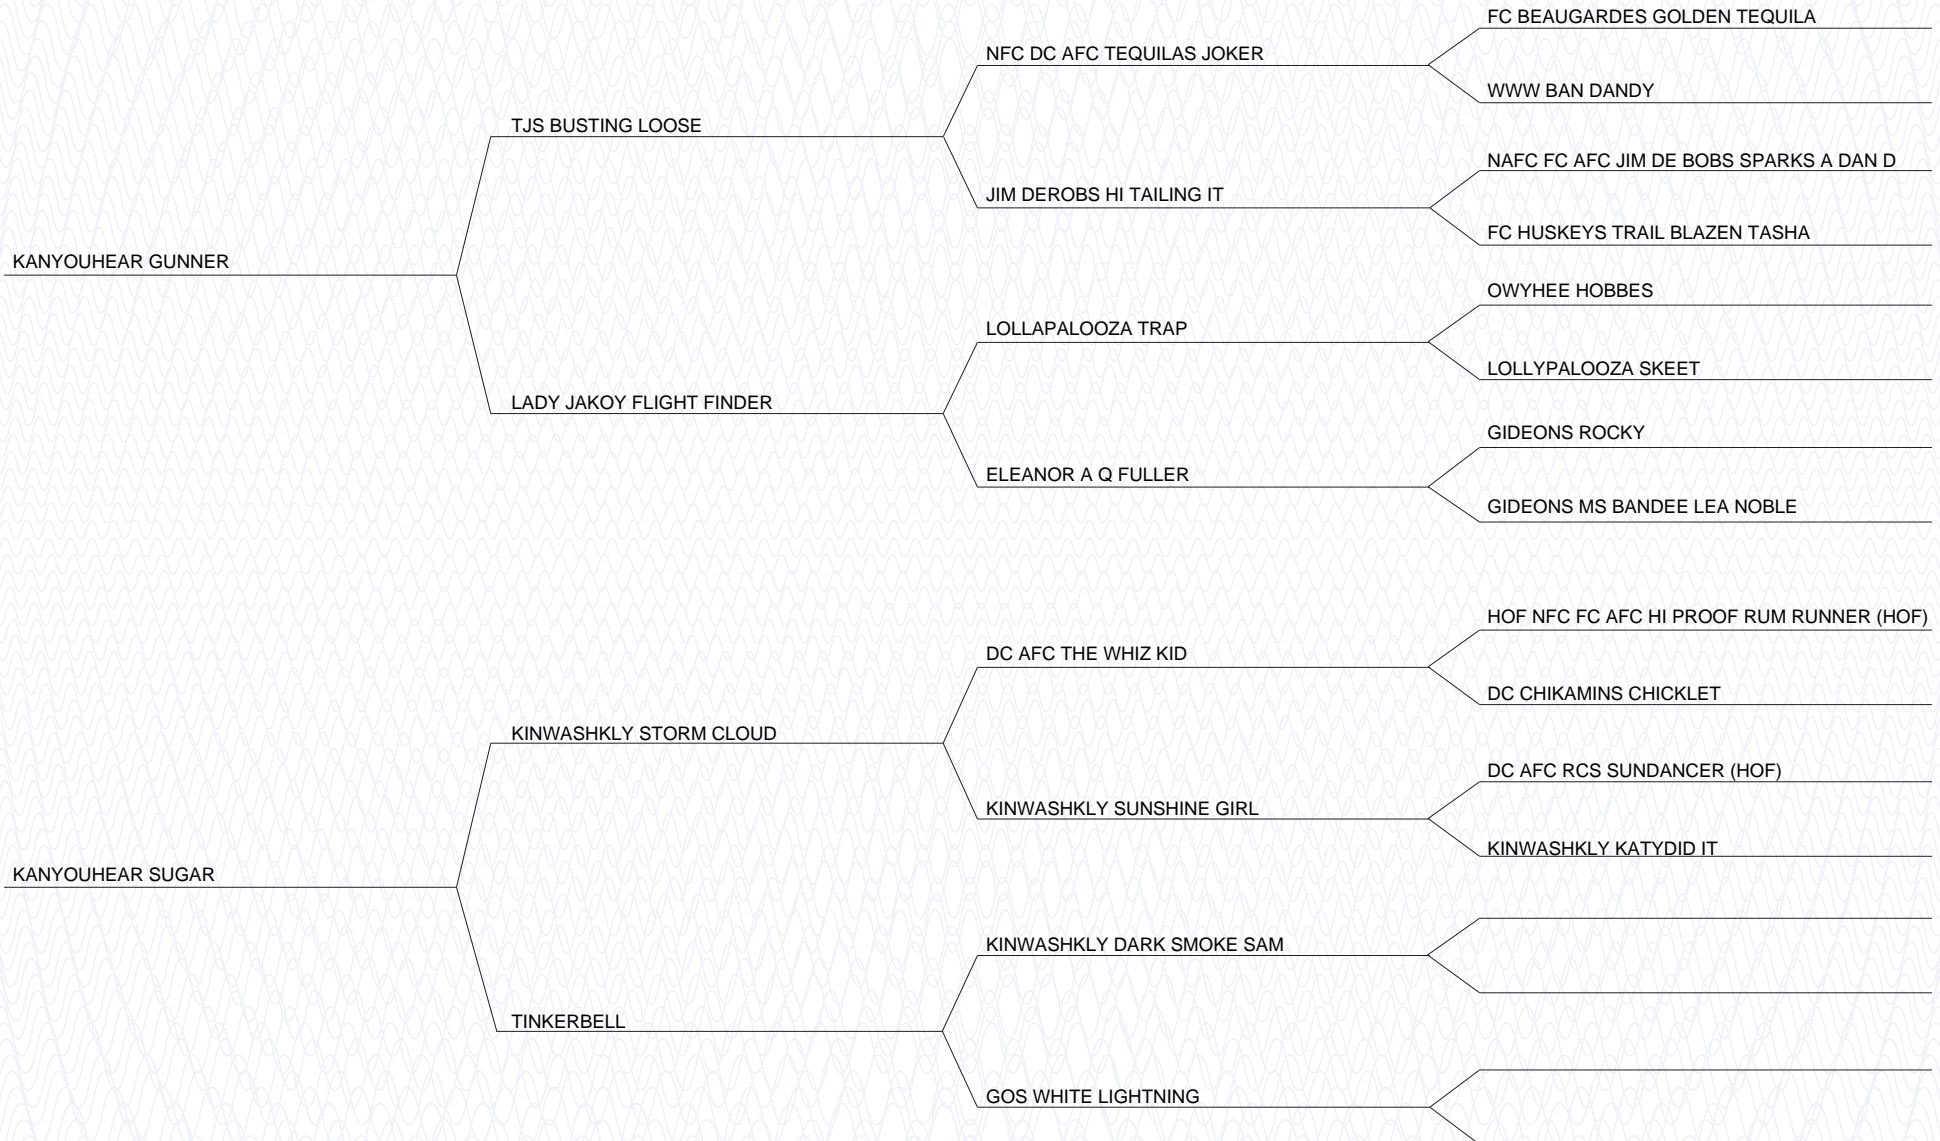 FC BEAUGARDES GOLDEN TEQUILA
NFC DC AFC TEQUILAS JOKER
WWW BAN DANDY
TJS BUSTING LOOSE
NAFC FC AFC JIM DE BOBS SPARKS A DAN D
JIM DEROBS HI TAILING IT
FC HUSKEYS TRAIL BLAZEN TASHA
KANYOUHEAR GUNNER
OWYHEE HOBBES
LOLLAPALOOZA TRAP
LOLLYPALOOZA SKEET
LADY JAKOY FLIGHT FINDER
GIDEONS ROCKY
ELEANOR A Q FULLER
GIDEONS MS BANDEE LEA NOBLE
HOF NFC FC AFC HI PROOF RUM RUNNER (HOF)
DC AFC THE WHIZ KID
DC CHIKAMINS CHICKLET
KINWASHKLY STORM CLOUD
DC AFC RCS SUNDANCER (HOF)
KINWASHKLY SUNSHINE GIRL
KINWASHKLY KATYDID IT
KANYOUHEAR SUGAR
KINWASHKLY DARK SMOKE SAM
TINKERBELL
GOS WHITE LIGHTNING